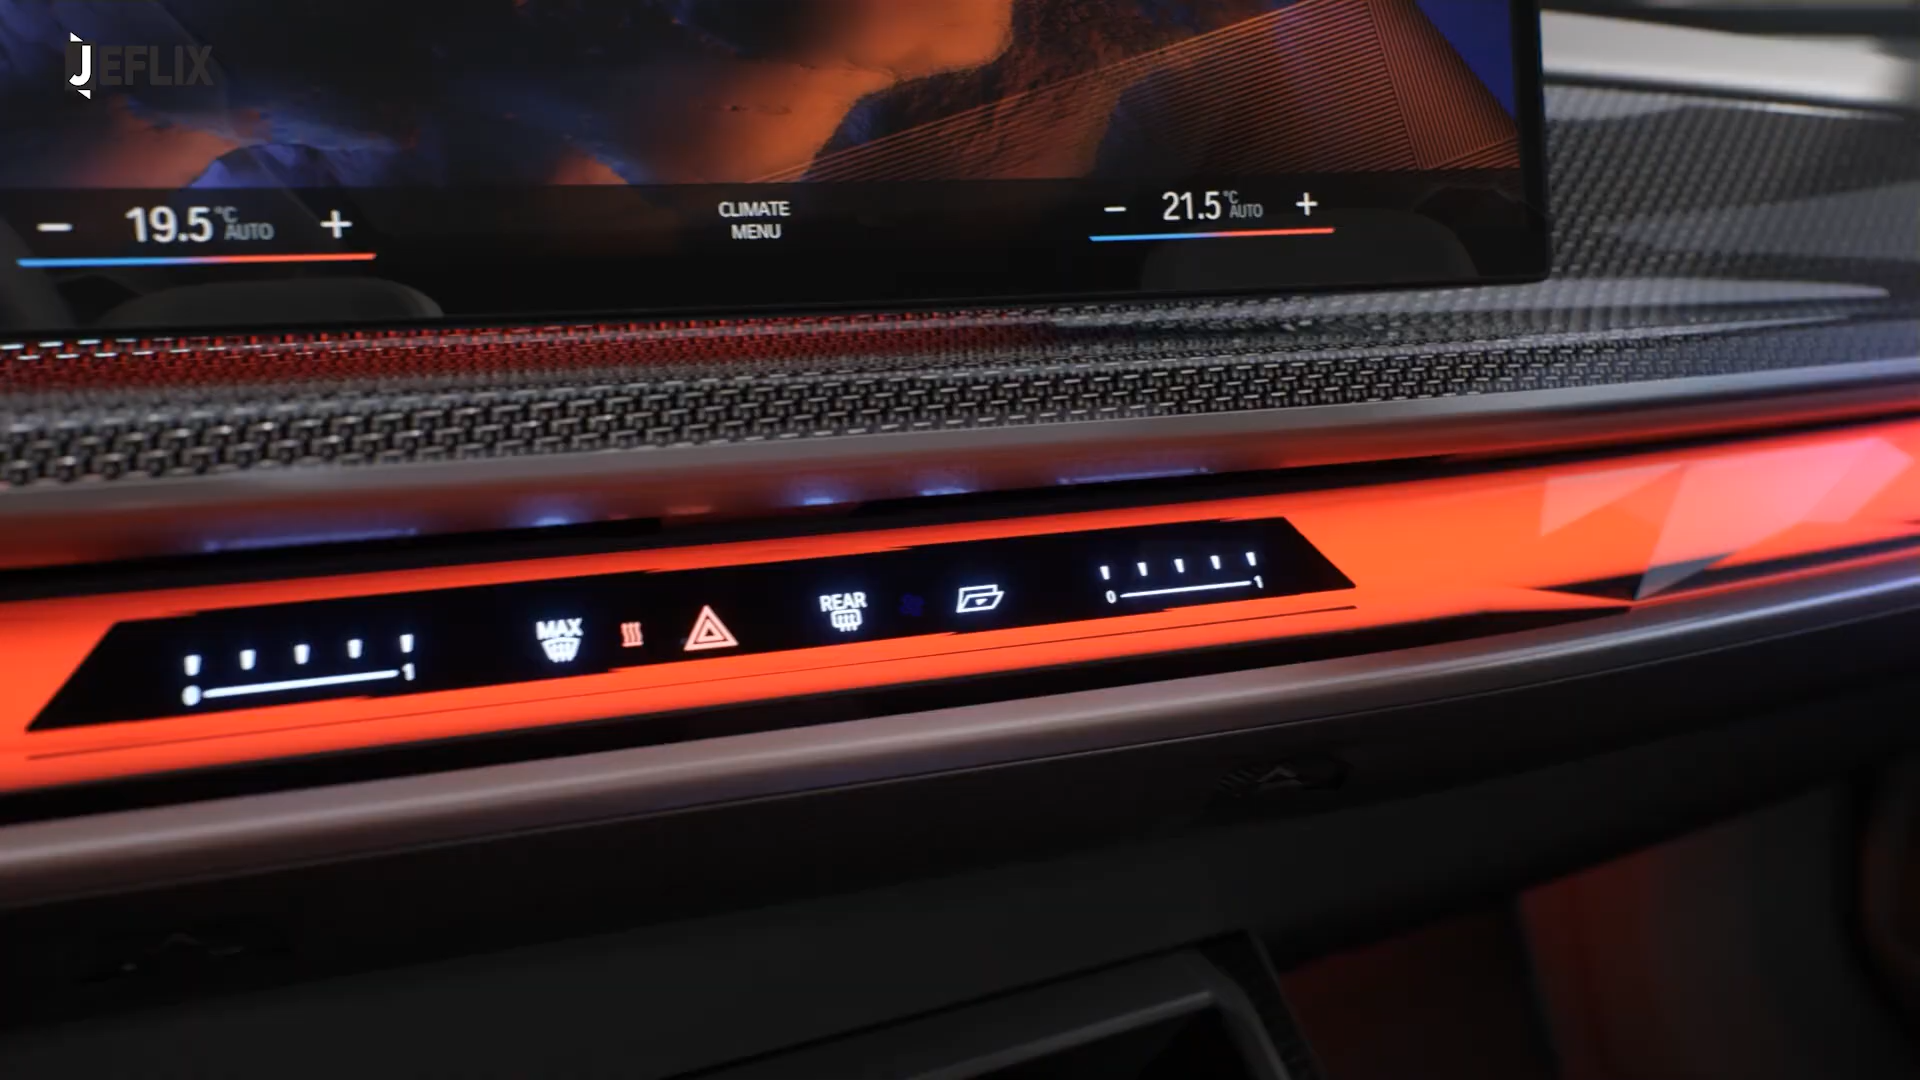 JEFLIX
− 19.5 °C AUTO +
CLIMATE
MENU
− 21.5 °C AUTO +
0 1
MAX
REAR
0 1